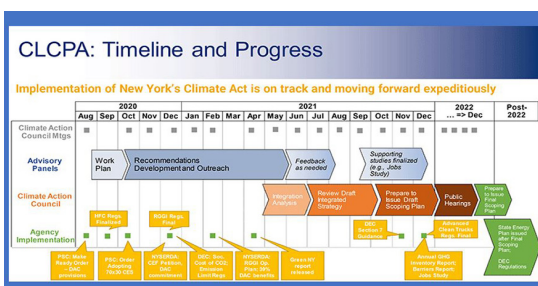 CLCPA: Timeline and Progress
Implementation of New York's Climate Act is on track and moving forward expeditiously
2020 2021 2022 Post-
Aug Sep Oct Nov Dec Jan Feb Mar Apr May Jun Jul Aug Sep Oct Nov Dec ... => Dec 2022
Climate Action
Council Mtgs
Advisory
Panels
Work
Plan
Recommendations
Development and Outreach
Feedback
as needed
Supporting
studies finalized
(e.g., Jobs
Study)
Climate Action
Council
Integration
Analysis
Review Draft
Integrated
Strategy
Prepare to
Issue Draft
Scoping Plan
Public
Hearings
Prepare
to Issue
Final
Scoping
Plan
Agency
Implementation
Regs.
Finalized
RGGI Regs.
Final
DEC
Section 7
Guidance
Advanced
Clean Trucks
Regs. Final
State Energy
Plan issued
after Final
Scoping
Plan
DEC
Regulations
PSC: Make
Ready Order
– DAC
provisions
PSC: Order
Adopting
70x30 CES
NYSERDA:
CEF Petition:
DAC
commitment
DEC: Soc.
Cost of CO2;
Emission
Limit Regs
NYSERDA:
RGGI Op.
Plan: 
DAC benefits
Green NY
report
released
Annual GHG
Inventory Report;
Barriers Report;
Jobs Study